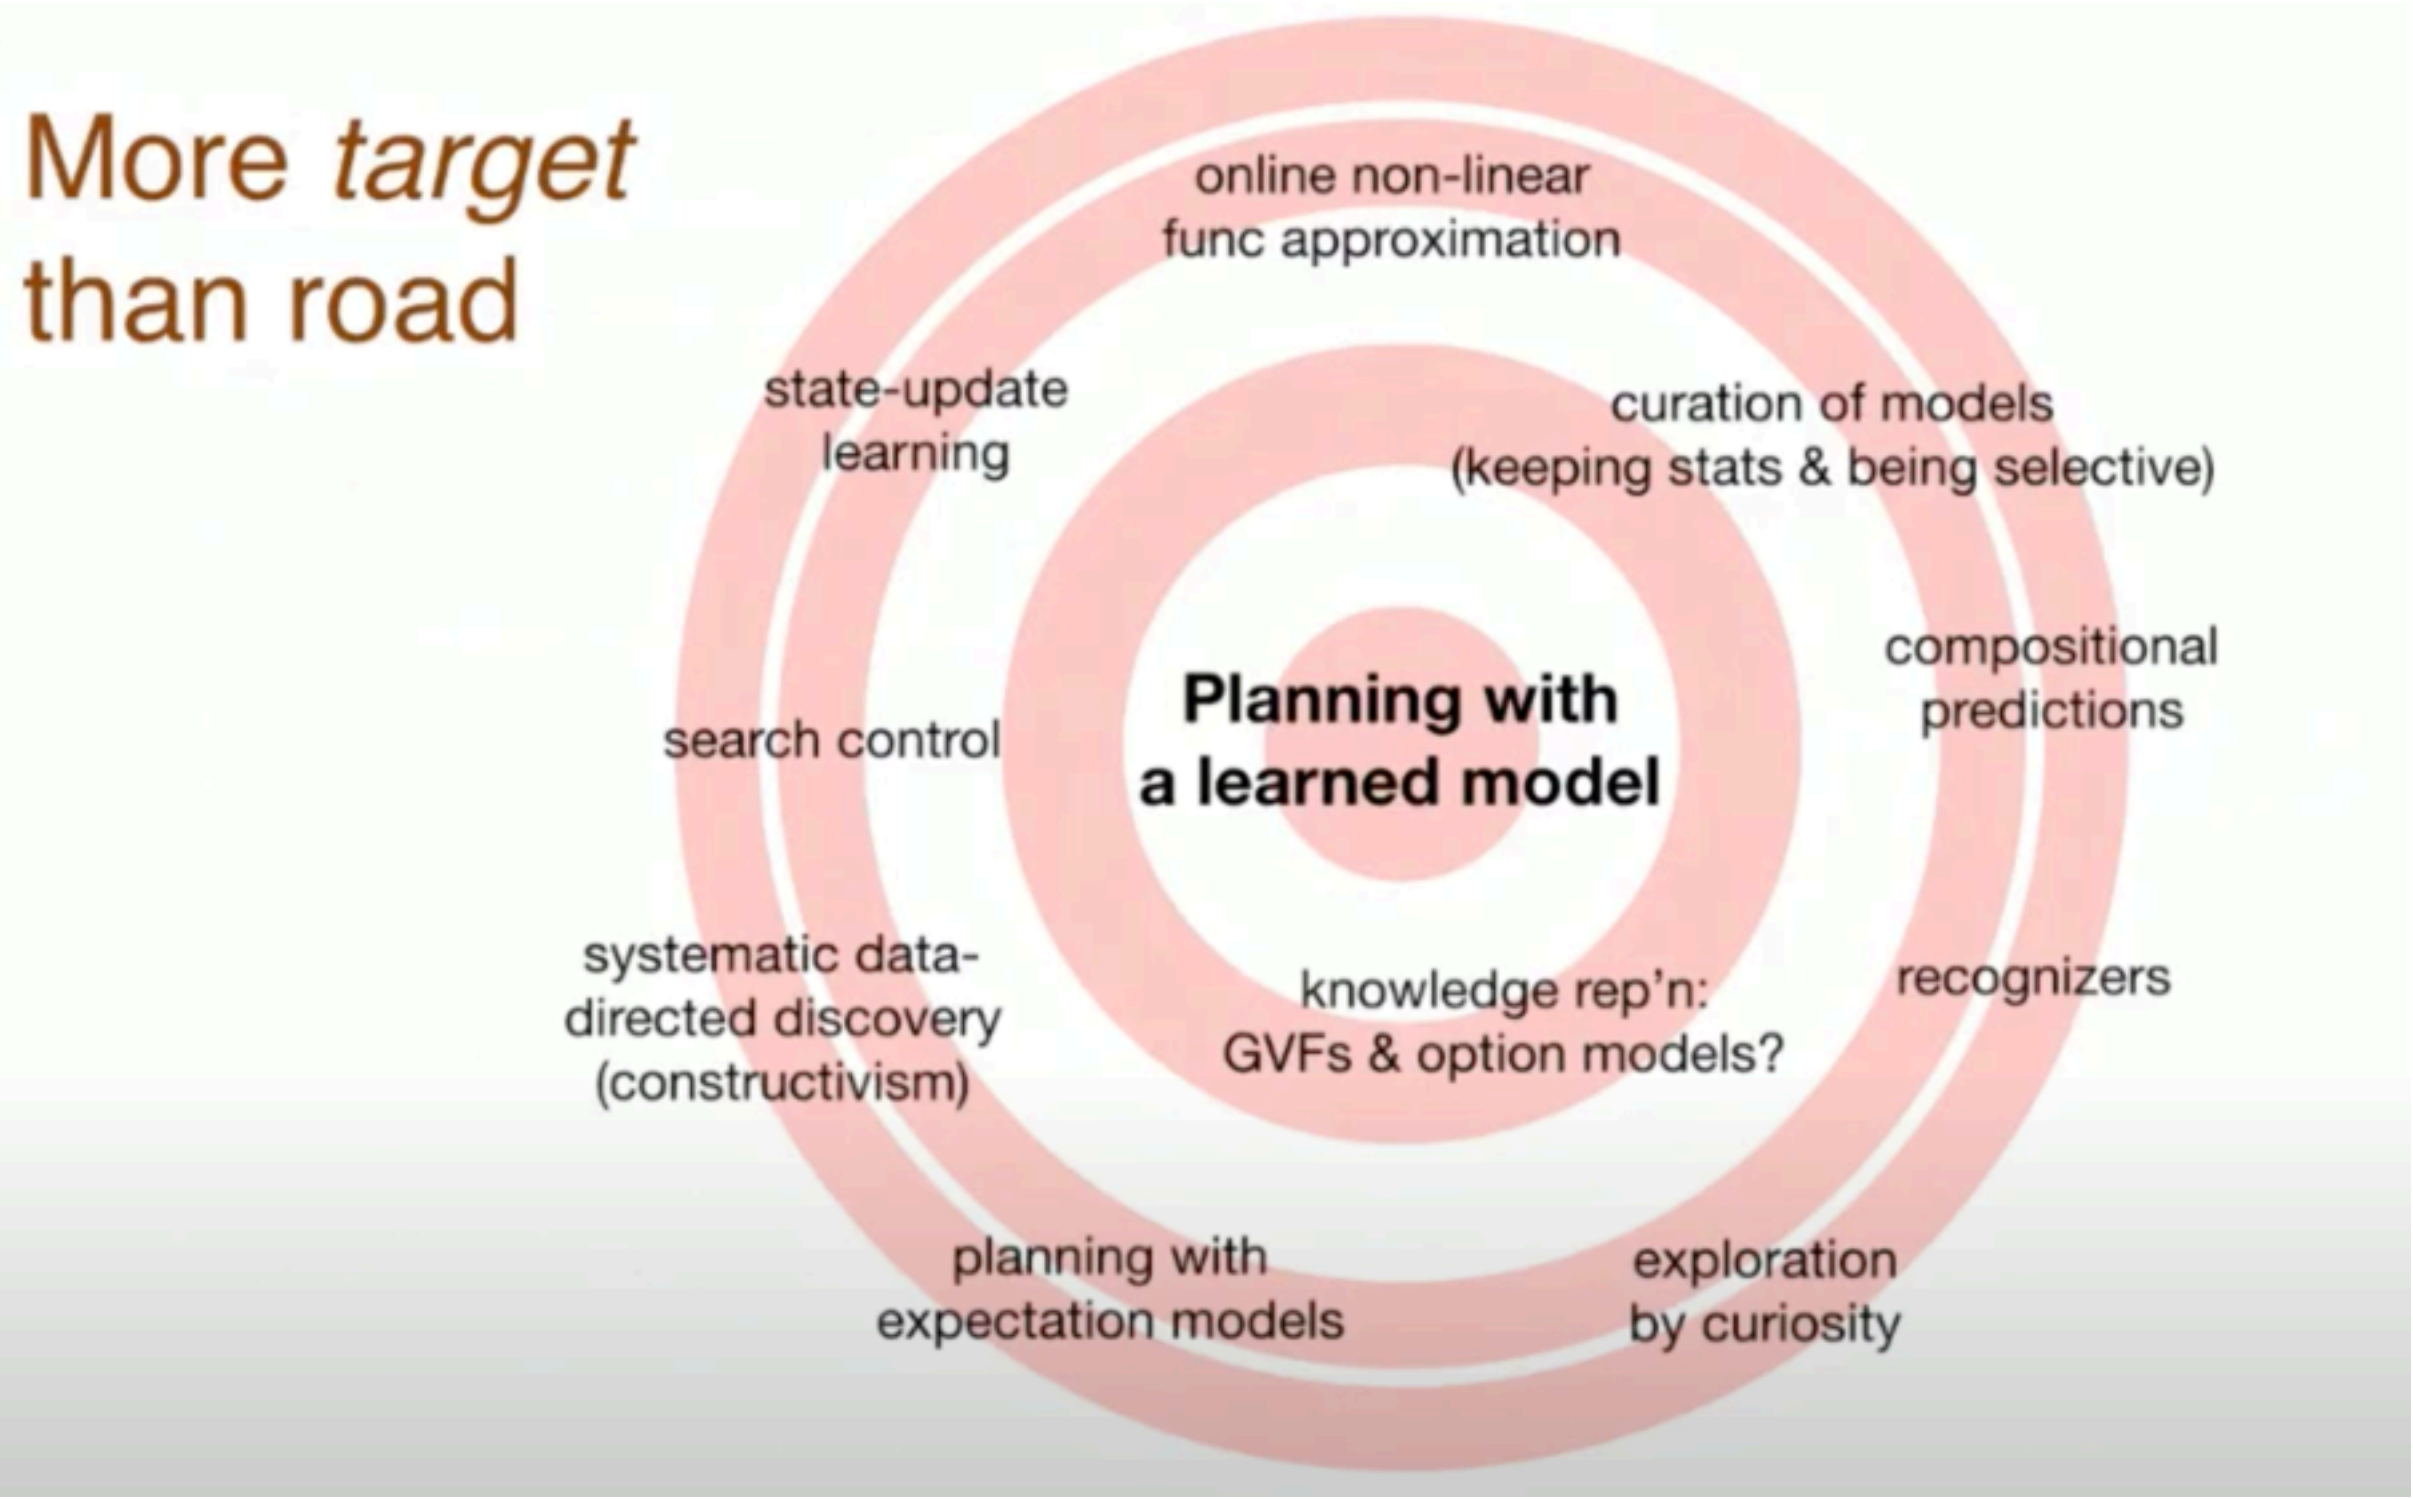 More target
than road
online non-linear
func approximation
state-update
learning
curation of models
(keeping stats & being selective)
compositional
predictions
search control
Planning with
a learned model
systematic data-
directed discovery
(constructivism)
knowledge rep'n:
GVFs & option models?
recognizers
planning with
expectation models
exploration
by curiosity